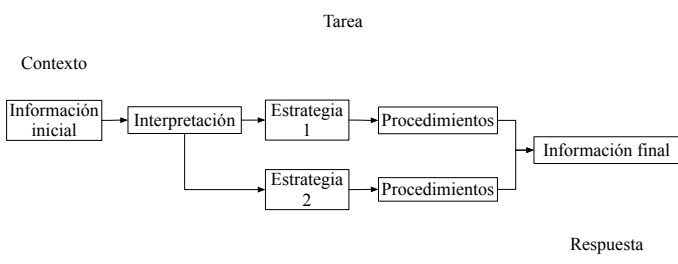 Tarea
Contexto
Información
inicial
Interpretación
Estrategia
1
Procedimientos
Información final
Estrategia
2
Procedimientos
Respuesta